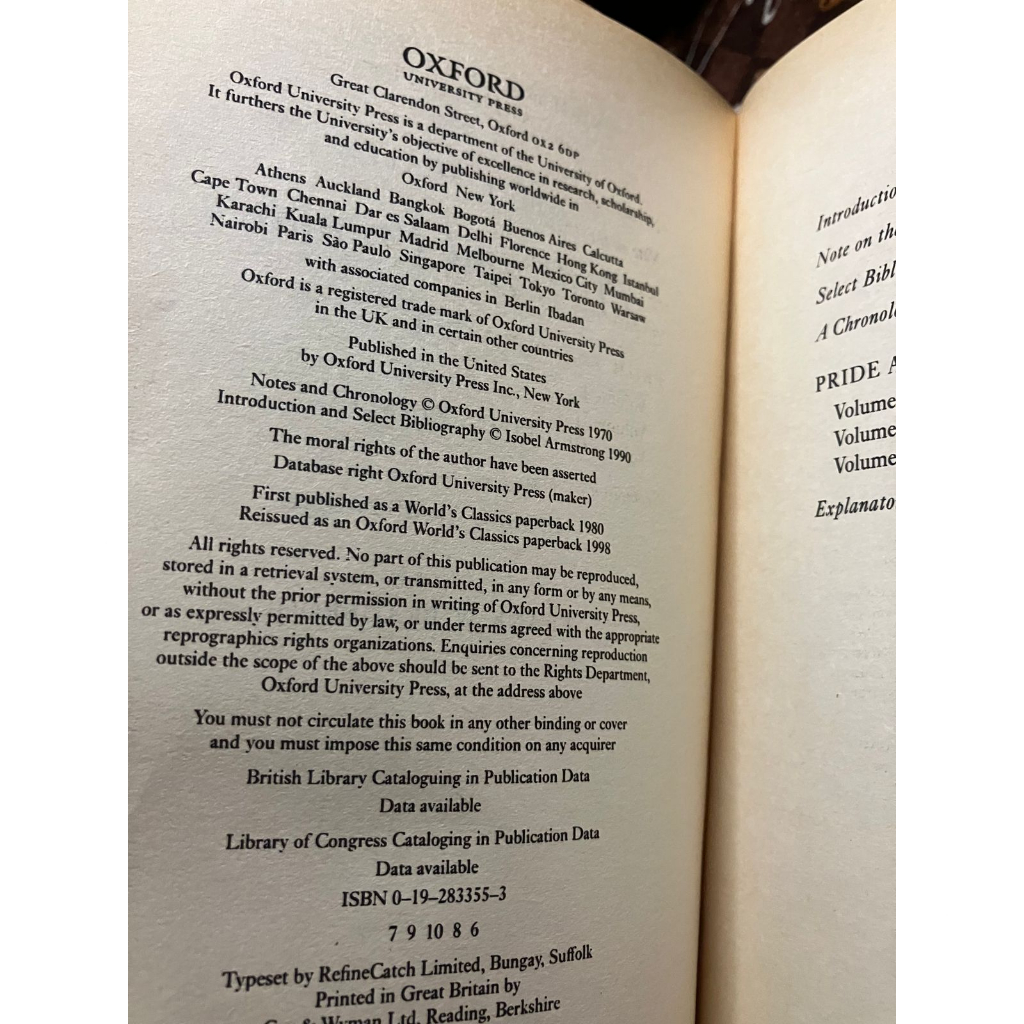 OXFORD
UNIVERSITY PRESS
Great Clarendon Street, Oxford OX2 6DP
Oxford University Press is a department of the University of Oxford.
It furthers the University's objective of excellence in research, scholarship,
and education by publishing worldwide in
Oxford New York
Athens Auckland Bangkok Bogotá Buenos Aires Calcutta
Cape Town Chennai Dar es Salaam Delhi Florence Hong Kong Istanbul
Karachi Kuala Lumpur Madrid Melbourne Mexico City Mumbai
Nairobi Paris São Paulo Singapore Taipei Tokyo Toronto Warsaw
with associated companies in Berlin Ibadan
Oxford is a registered trade mark of Oxford University Press
in the UK and in certain other countries
Published in the United States
by Oxford University Press Inc., New York
Notes and Chronology © Oxford University Press 1970
Introduction and Select Bibliography © Isobel Armstrong 1990
The moral rights of the author have been asserted
Database right Oxford University Press (maker)
First published as a World's Classics paperback 1980
Reissued as an Oxford World's Classics paperback 1998
All rights reserved. No part of this publication may be reproduced,
stored in a retrieval system, or transmitted, in any form or by any means,
without the prior permission in writing of Oxford University Press,
or as expressly permitted by law, or under terms agreed with the appropriate
reprographics rights organizations. Enquiries concerning reproduction
outside the scope of the above should be sent to the Rights Department,
Oxford University Press, at the address above
You must not circulate this book in any other binding or cover
and you must impose this same condition on any acquirer
British Library Cataloguing in Publication Data
Data available
Library of Congress Cataloging in Publication Data
Data available
ISBN 0–19–283355–3
7 9 10 8 6
Typeset by RefineCatch Limited, Bungay, Suffolk
Printed in Great Britain by
& Wyman Ltd, Reading, Berkshire
Introductio
Note on the
Select Bibl
A Chronol
PRIDE A
Volume
Volume
Volume
Explanato